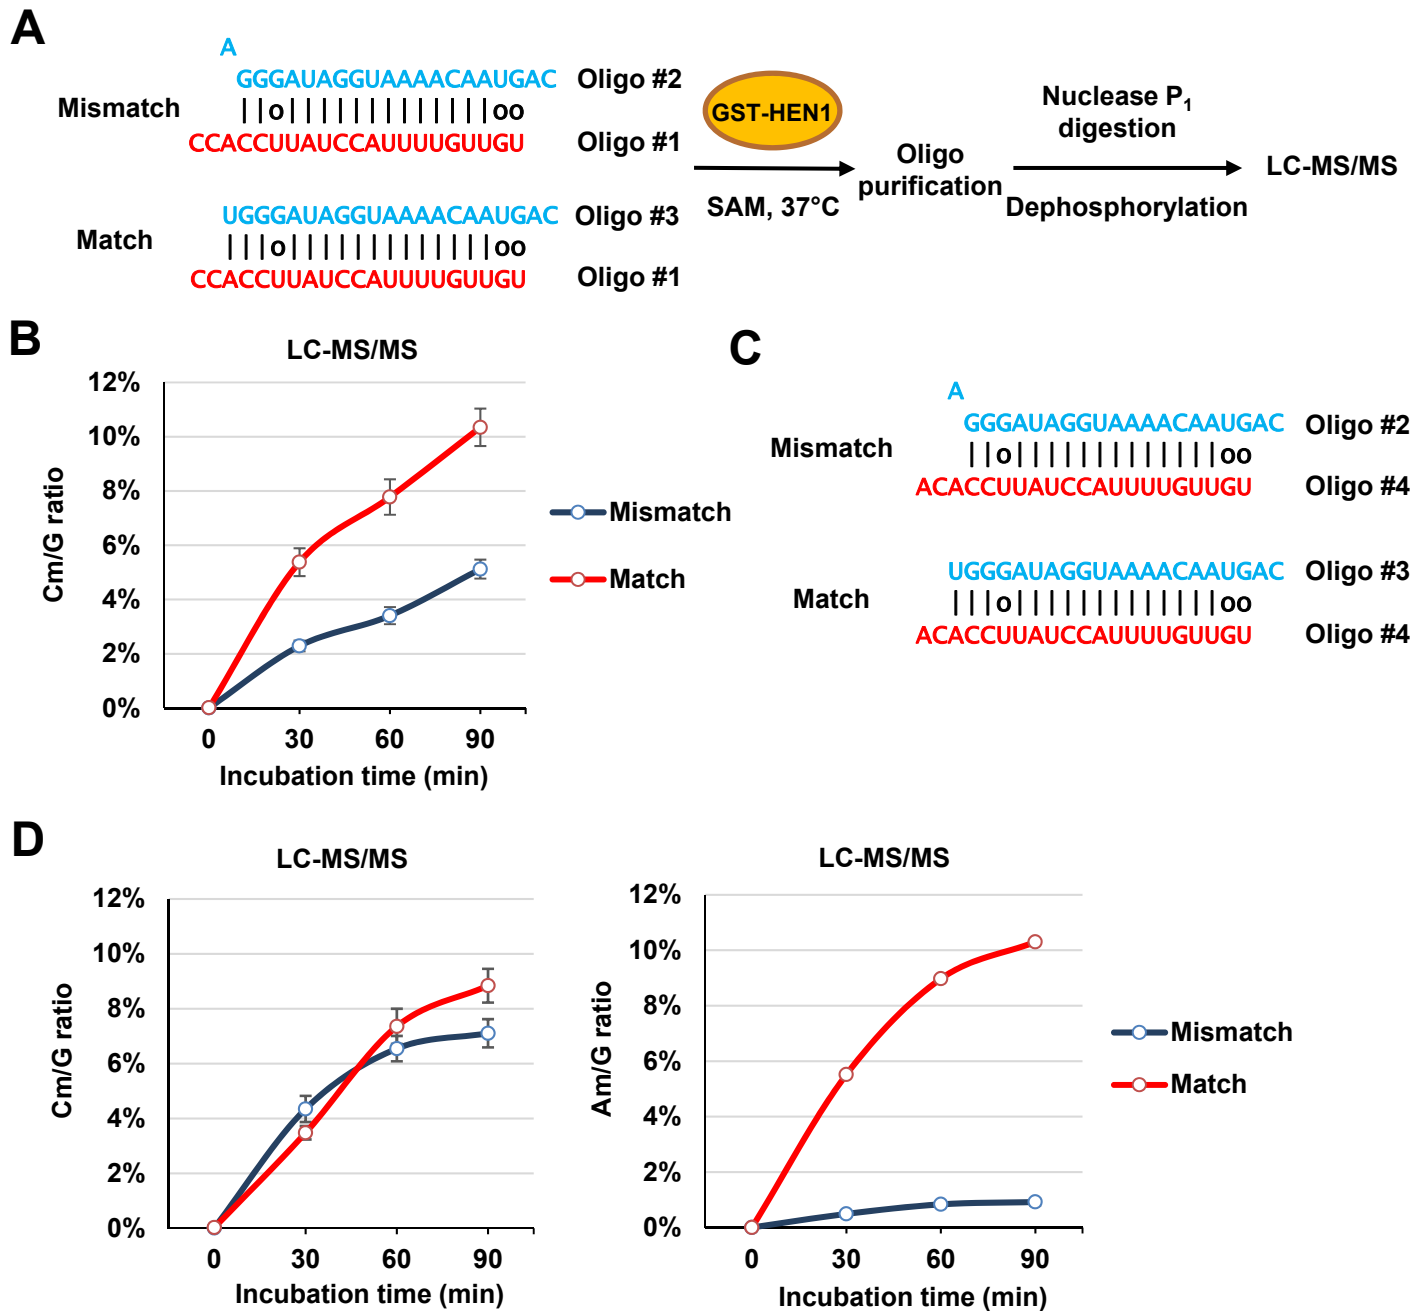 A
A
GGGAUAGGUAAAACAAUGAC Oligo #2
Mismatch
||o|||||||||||||oo
CCACCUUAUCCAUUUUGUUGU Oligo #1
UGGGAUAGGUAAAACAAUGAC Oligo #3
Match
|||o|||||||||||||oo
CCACCUUAUCCAUUUUGUUGU Oligo #1
GST-HEN1
SAM, 37°C
Oligo
purification
Nuclease P₁
digestion
Dephosphorylation
LC-MS/MS
B
LC-MS/MS
12%
10%
8%
6%
4%
2%
0%
Cm/G ratio
0 30 60 90
Incubation time (min)
Mismatch
Match
C
A
GGGAUAGGUAAAACAAUGAC Oligo #2
Mismatch
||o|||||||||||||oo
ACACCUUAUCCAUUUUGUUGU Oligo #4
UGGGAUAGGUAAAACAAUGAC Oligo #3
Match
|||o|||||||||||||oo
ACACCUUAUCCAUUUUGUUGU Oligo #4
D
LC-MS/MS
12%
10%
8%
6%
4%
2%
0%
Cm/G ratio
0 30 60 90
Incubation time (min)
LC-MS/MS
12%
10%
8%
6%
4%
2%
0%
Am/G ratio
0 30 60 90
Incubation time (min)
Mismatch
Match